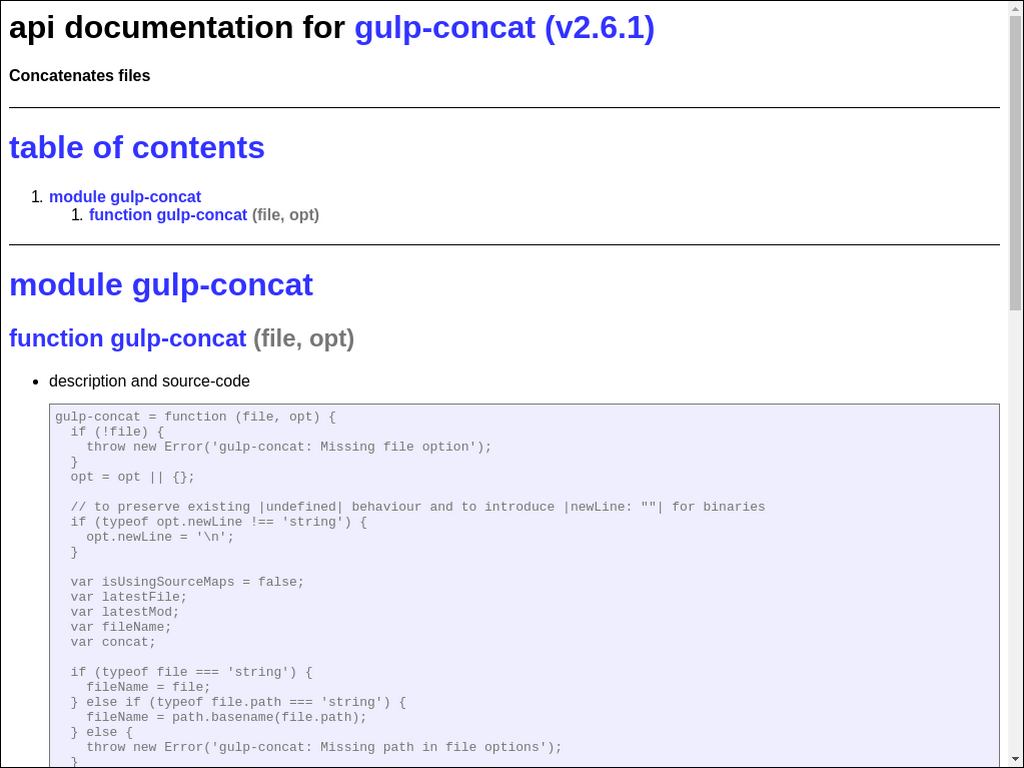 api documentation for gulp-concat (v2.6.1)
Concatenates files
table of contents
1. module gulp-concat
1. function gulp-concat (file, opt)
module gulp-concat
function gulp-concat (file, opt)
• description and source-code
gulp-concat = function (file, opt) {
  if (!file) {
    throw new Error('gulp-concat: Missing file option');
  }
  opt = opt || {};

  // to preserve existing |undefined| behaviour and to introduce |newLine: ""| for binaries
  if (typeof opt.newLine !== 'string') {
    opt.newLine = '\n';
  }

  var isUsingSourceMaps = false;
  var latestFile;
  var latestMod;
  var fileName;
  var concat;

  if (typeof file === 'string') {
    fileName = file;
  } else if (typeof file.path === 'string') {
    fileName = path.basename(file.path);
  } else {
    throw new Error('gulp-concat: Missing path in file options');
  }